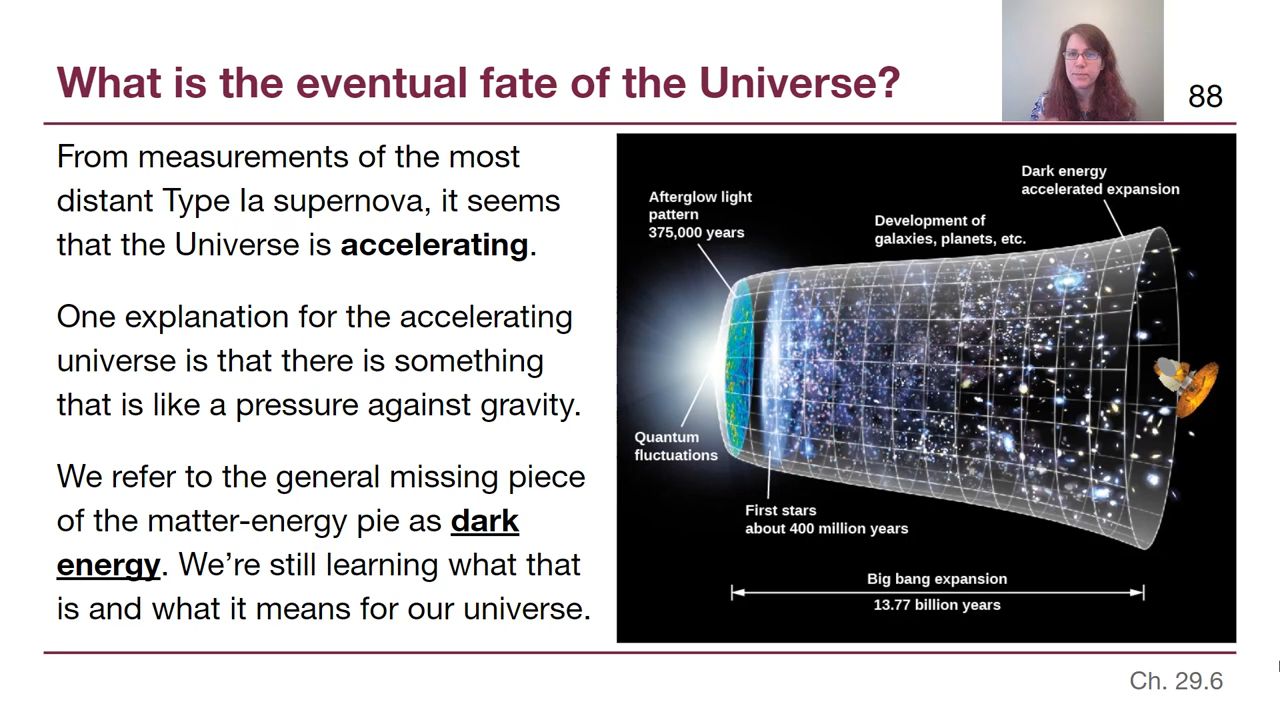 What is the eventual fate of the Universe?
88
From measurements of the most
distant Type Ia supernova, it seems
that the Universe is accelerating.
One explanation for the accelerating
universe is that there is something
that is like a pressure against gravity.
We refer to the general missing piece
of the matter-energy pie as dark
energy. We're still learning what that
is and what it means for our universe.
Afterglow light
pattern
375,000 years
Development of
galaxies, planets, etc.
Dark energy
accelerated expansion
Quantum
fluctuations
First stars
about 400 million years
Big bang expansion
13.77 billion years
Ch. 29.6